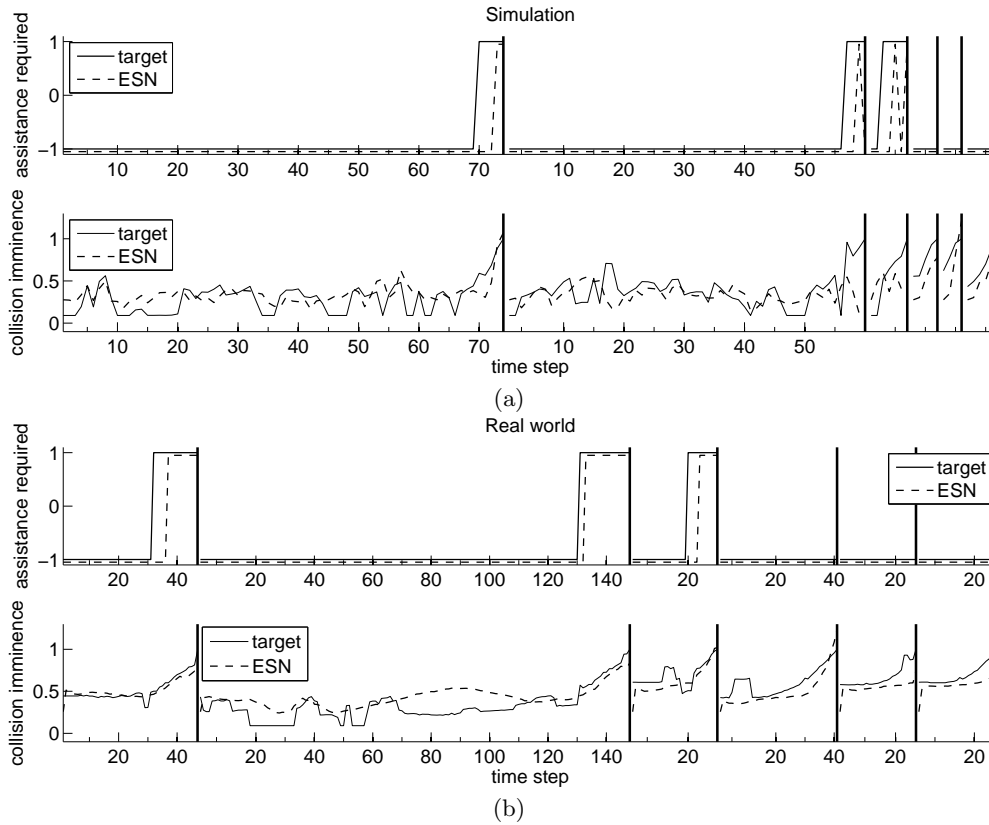 Simulation
assistance required
1
0
−1
target
ESN
10 20 30 40 50 60 70 10 20 30 40 50
collision imminence
1
0.5
0
target
ESN
10 20 30 40 50 60 70 10 20 30 40 50
time step
(a)
Real world
assistance required
1
0
−1
target
ESN
20 40 20 40 60 80 100 120 140 20 20 40 20 20
collision imminence
1
0.5
0
target
ESN
20 40 20 40 60 80 100 120 140 20 20 40 20 20
time step
(b)